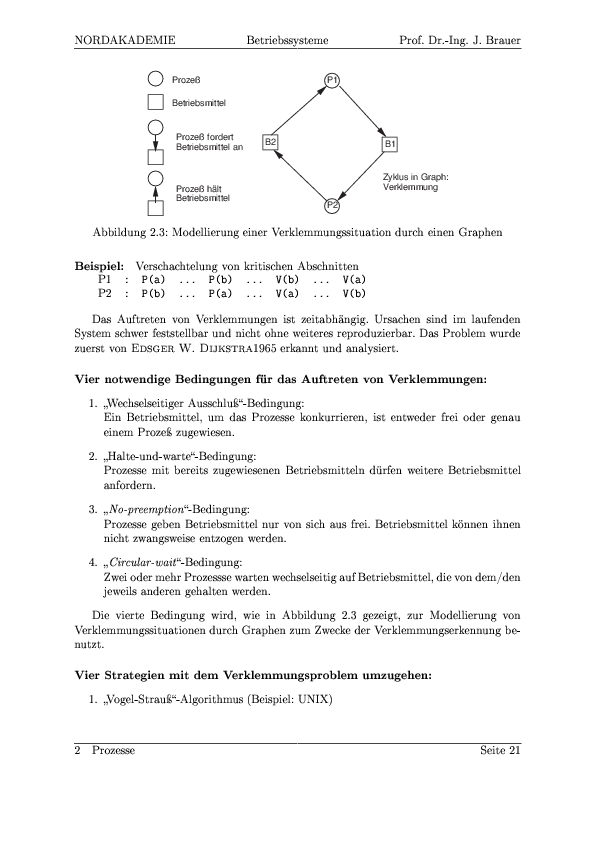 NORDAKADEMIE Betriebssysteme Prof. Dr.-Ing. J. Brauer
Prozeß
Betriebsmittel
Prozeß fordert
Betriebsmittel an
Prozeß hält
Betriebsmittel
P1
B2
B1
P2
Zyklus in Graph:
Verklemmung
Abbildung 2.3: Modellierung einer Verklemmungssituation durch einen Graphen
Beispiel: Verschachtelung von kritischen Abschnitten
P1 : P(a) ... P(b) ... V(b) ... V(a)
P2 : P(b) ... P(a) ... V(a) ... V(b)
Das Auftreten von Verklemmungen ist zeitabhängig. Ursachen sind im laufenden
System schwer feststellbar und nicht ohne weiteres reproduzierbar. Das Problem wurde
zuerst von EDSGER W. DIJKSTRA1965 erkannt und analysiert.
Vier notwendige Bedingungen für das Auftreten von Verklemmungen:
1. „Wechselseitiger Ausschluß“-Bedingung:
Ein Betriebsmittel, um das Prozesse konkurrieren, ist entweder frei oder genau
einem Prozeß zugewiesen.
2. „Halte-und-warte“-Bedingung:
Prozesse mit bereits zugewiesenen Betriebsmitteln dürfen weitere Betriebsmittel
anfordern.
3. „No-preemption“-Bedingung:
Prozesse geben Betriebsmittel nur von sich aus frei. Betriebsmittel können ihnen
nicht zwangsweise entzogen werden.
4. „Circular-wait“-Bedingung:
Zwei oder mehr Prozessse warten wechselseitig auf Betriebsmittel, die von dem/den
jeweils anderen gehalten werden.
Die vierte Bedingung wird, wie in Abbildung 2.3 gezeigt, zur Modellierung von
Verklemmungssituationen durch Graphen zum Zwecke der Verklemmungserkennung be-
nutzt.
Vier Strategien mit dem Verklemmungsproblem umzugehen:
1. „Vogel-Strauß“-Algorithmus (Beispiel: UNIX)
2 Prozesse Seite 21